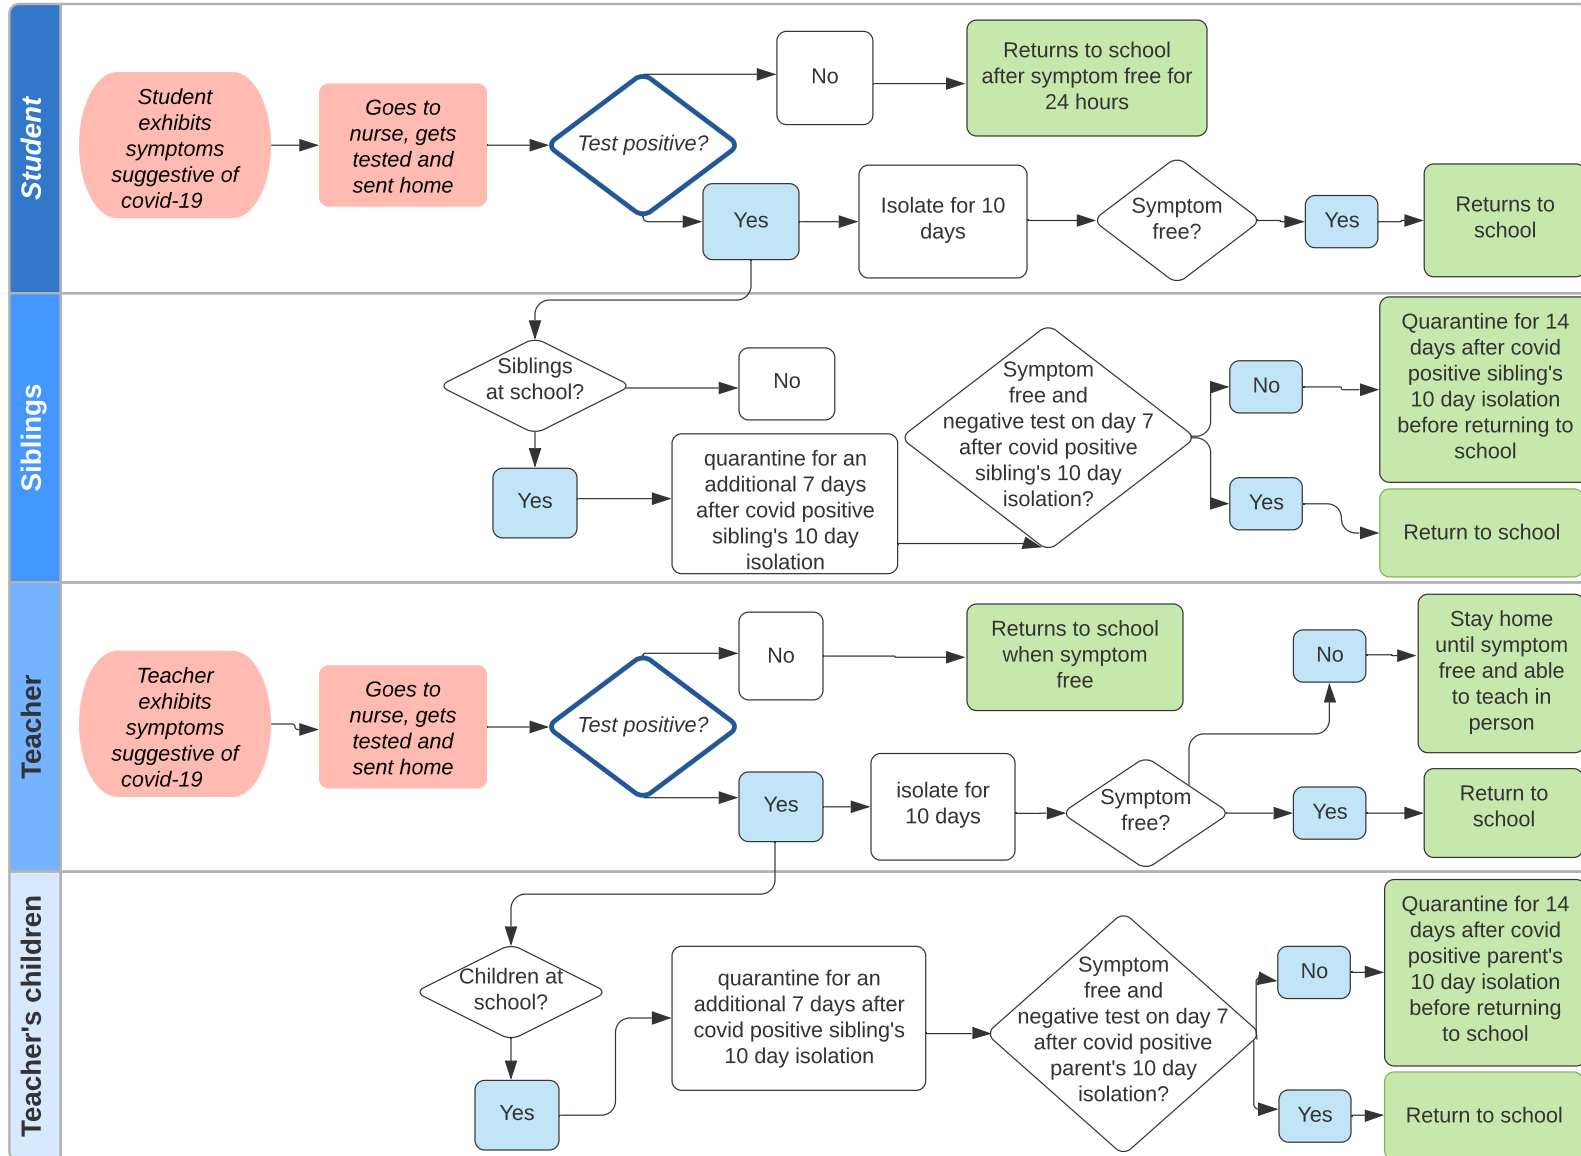 Student
Student
exhibits
symptoms
suggestive of
covid-19
Goes to
nurse, gets
tested and
sent home
Test positive?
No
Returns to school
after symptom free for
24 hours
Yes
Isolate for 10
days
Symptom
free?
Yes
Returns to
school
Siblings
Siblings
at school?
No
Yes
quarantine for an
additional 7 days
after covid positive
sibling's 10 day
isolation
Symptom
free and
negative test on day 7
after covid positive
sibling's 10 day
isolation?
No
Quarantine for 14
days after covid
positive sibling's
10 day isolation
before returning to
school
Yes
Return to school
Teacher
Teacher
exhibits
symptoms
suggestive of
covid-19
Goes to
nurse, gets
tested and
sent home
Test positive?
No
Returns to school
when symptom
free
Yes
isolate for
10 days
Symptom
free?
No
Stay home
until symptom
free and able
to teach in
person
Yes
Return to
school
Teacher's children
Children at
school?
Yes
quarantine for an
additional 7 days after
covid positive sibling's
10 day isolation
Symptom
free and
negative test on day 7
after covid positive
parent's 10 day
isolation?
No
Quarantine for 14
days after covid
positive parent's
10 day isolation
before returning
to school
Yes
Return to school